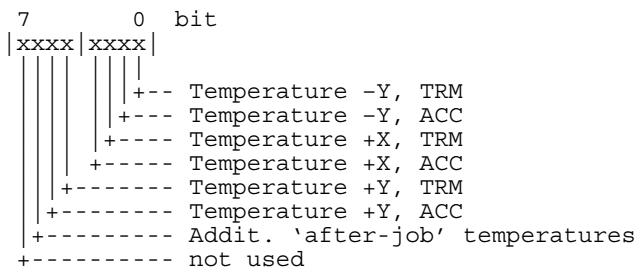 7 0 bit
|xxxx|xxxx|
|||| ||||
|||| |||+-- Temperature –Y, TRM
|||| ||+--- Temperature –Y, ACC
|||| |+---- Temperature +X, TRM
|||| +----- Temperature +X, ACC
|||+------- Temperature +Y, TRM
||+-------- Temperature +Y, ACC
|+--------- Addit. ‘after-job’ temperatures
+---------- not used